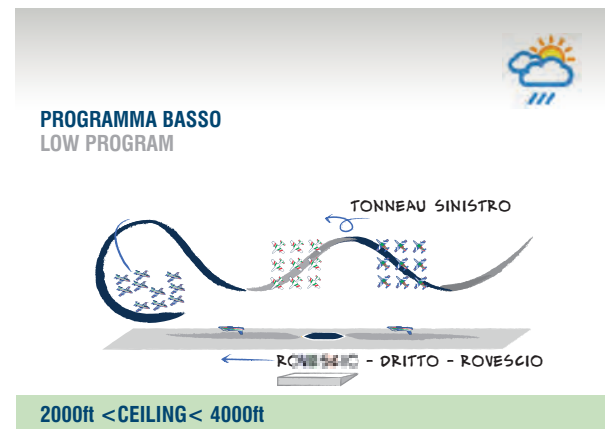 PROGRAMMA BASSO
LOW PROGRAM
TONNEAU SINISTRO
- DRITTO - ROVESCIO
2000ft <CEILING< 4000ft